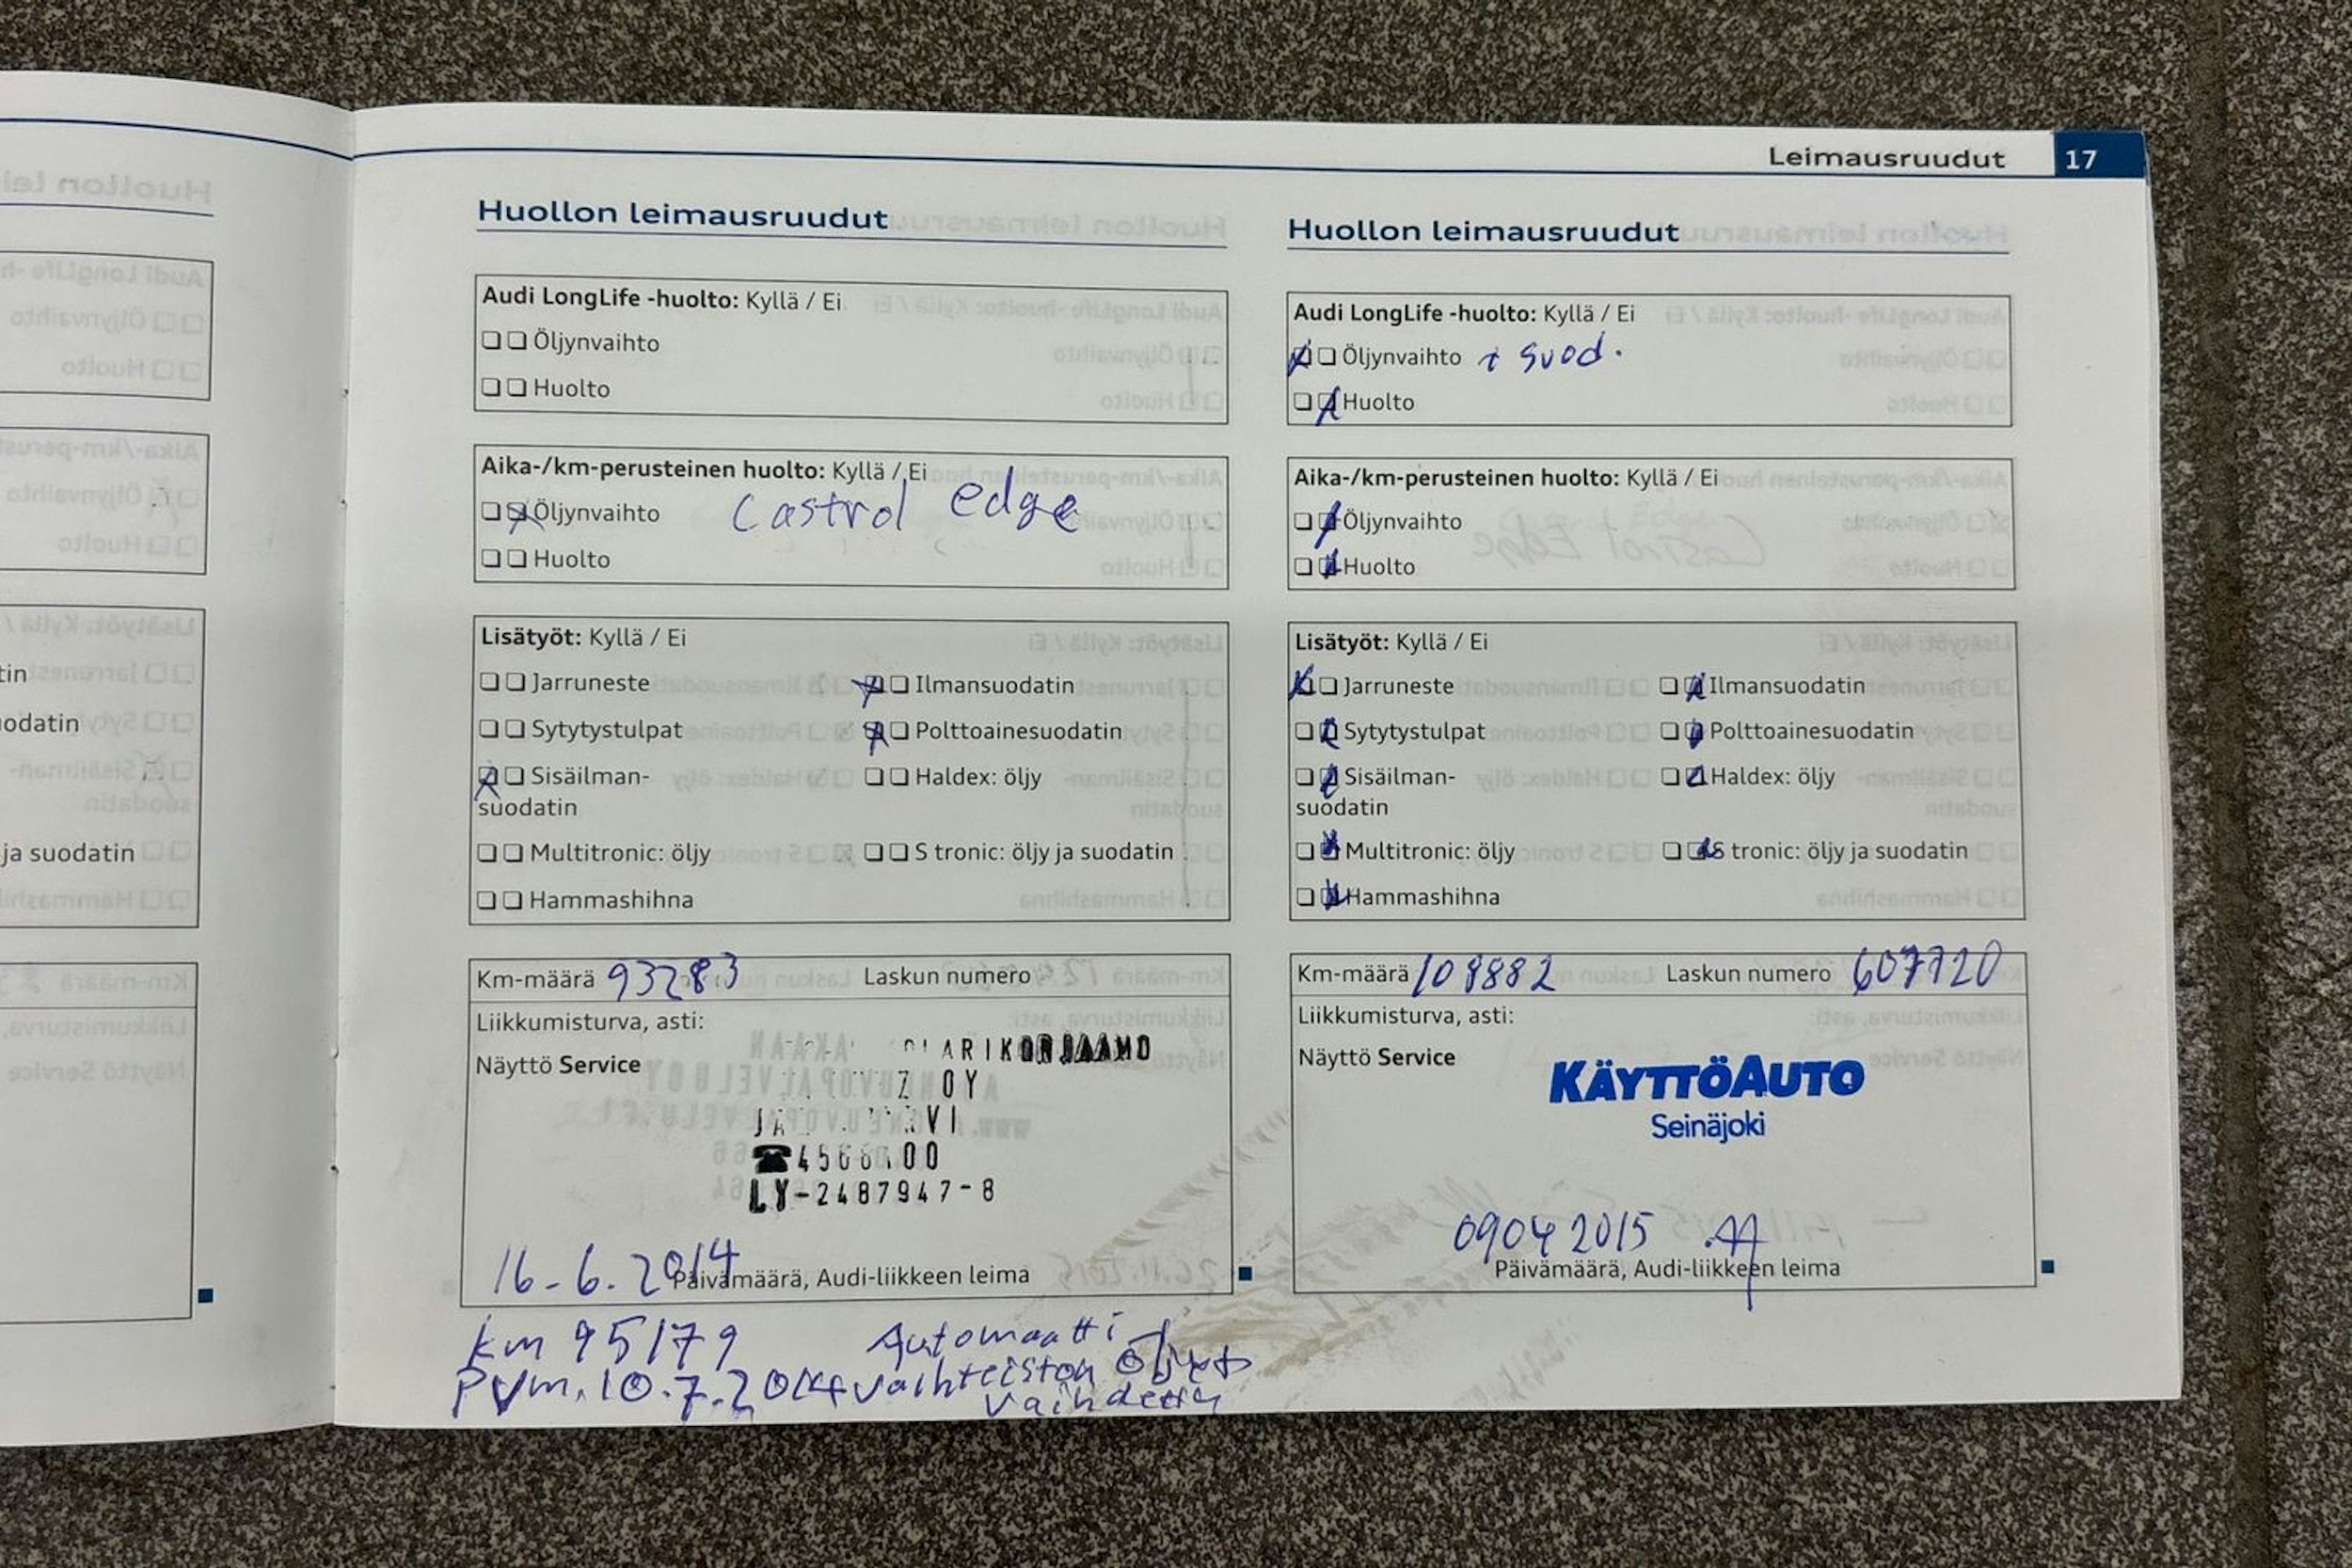 Leimausruudut 17
Huollon leimausruudut
Audi LongLife -huolto: Kyllä / Ei
Öljynvaihto
Huolto
Aika-/km-perusteinen huolto: Kyllä / Ei
Öljynvaihto Castrol edge
Huolto
Lisätyöt: Kyllä / Ei
Jarruneste Ilmansuodatin
Sytytystulpat Polttoainesuodatin
Sisäilman- Haldex: öljy
suodatin
Multitronic: öljy S tronic: öljy ja suodatin
Hammashihna
Km-määrä 93283 Laskun numero
Liikkumisturva, asti:
Näyttö Service
OY
LY-2487947-8
16-6.2014
Päivämäärä, Audi-liikkeen leima
km 95179 Automaatti
Pvm. 10.7.2014 vaihteiston öljyt
Huollon leimausruudut
Audi LongLife -huolto: Kyllä / Ei
Öljynvaihto + suod.
Huolto
Aika-/km-perusteinen huolto: Kyllä / Ei
Öljynvaihto
Huolto
Lisätyöt: Kyllä / Ei
Jarruneste Ilmansuodatin
Sytytystulpat Polttoainesuodatin
Sisäilman- Haldex: öljy
suodatin
Multitronic: öljy S tronic: öljy ja suodatin
Hammashihna
Km-määrä 108882 Laskun numero 607720
Liikkumisturva, asti:
Näyttö Service
KÄYTTÖAUTO
Seinäjoki
09042015
Päivämäärä, Audi-liikkeen leima
odatin
ja suodatin